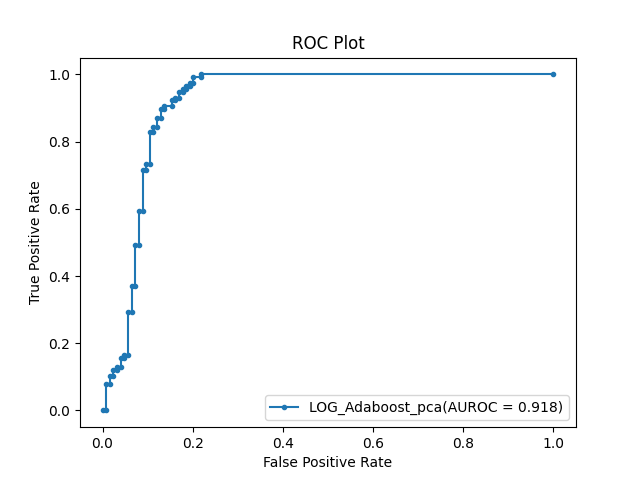 ROC Plot
True Positive Rate
1.0
0.8
0.6
0.4
0.2
0.0
LOG_Adaboost_pca(AUROC = 0.918)
0.0 0.2 0.4 0.6 0.8 1.0
False Positive Rate